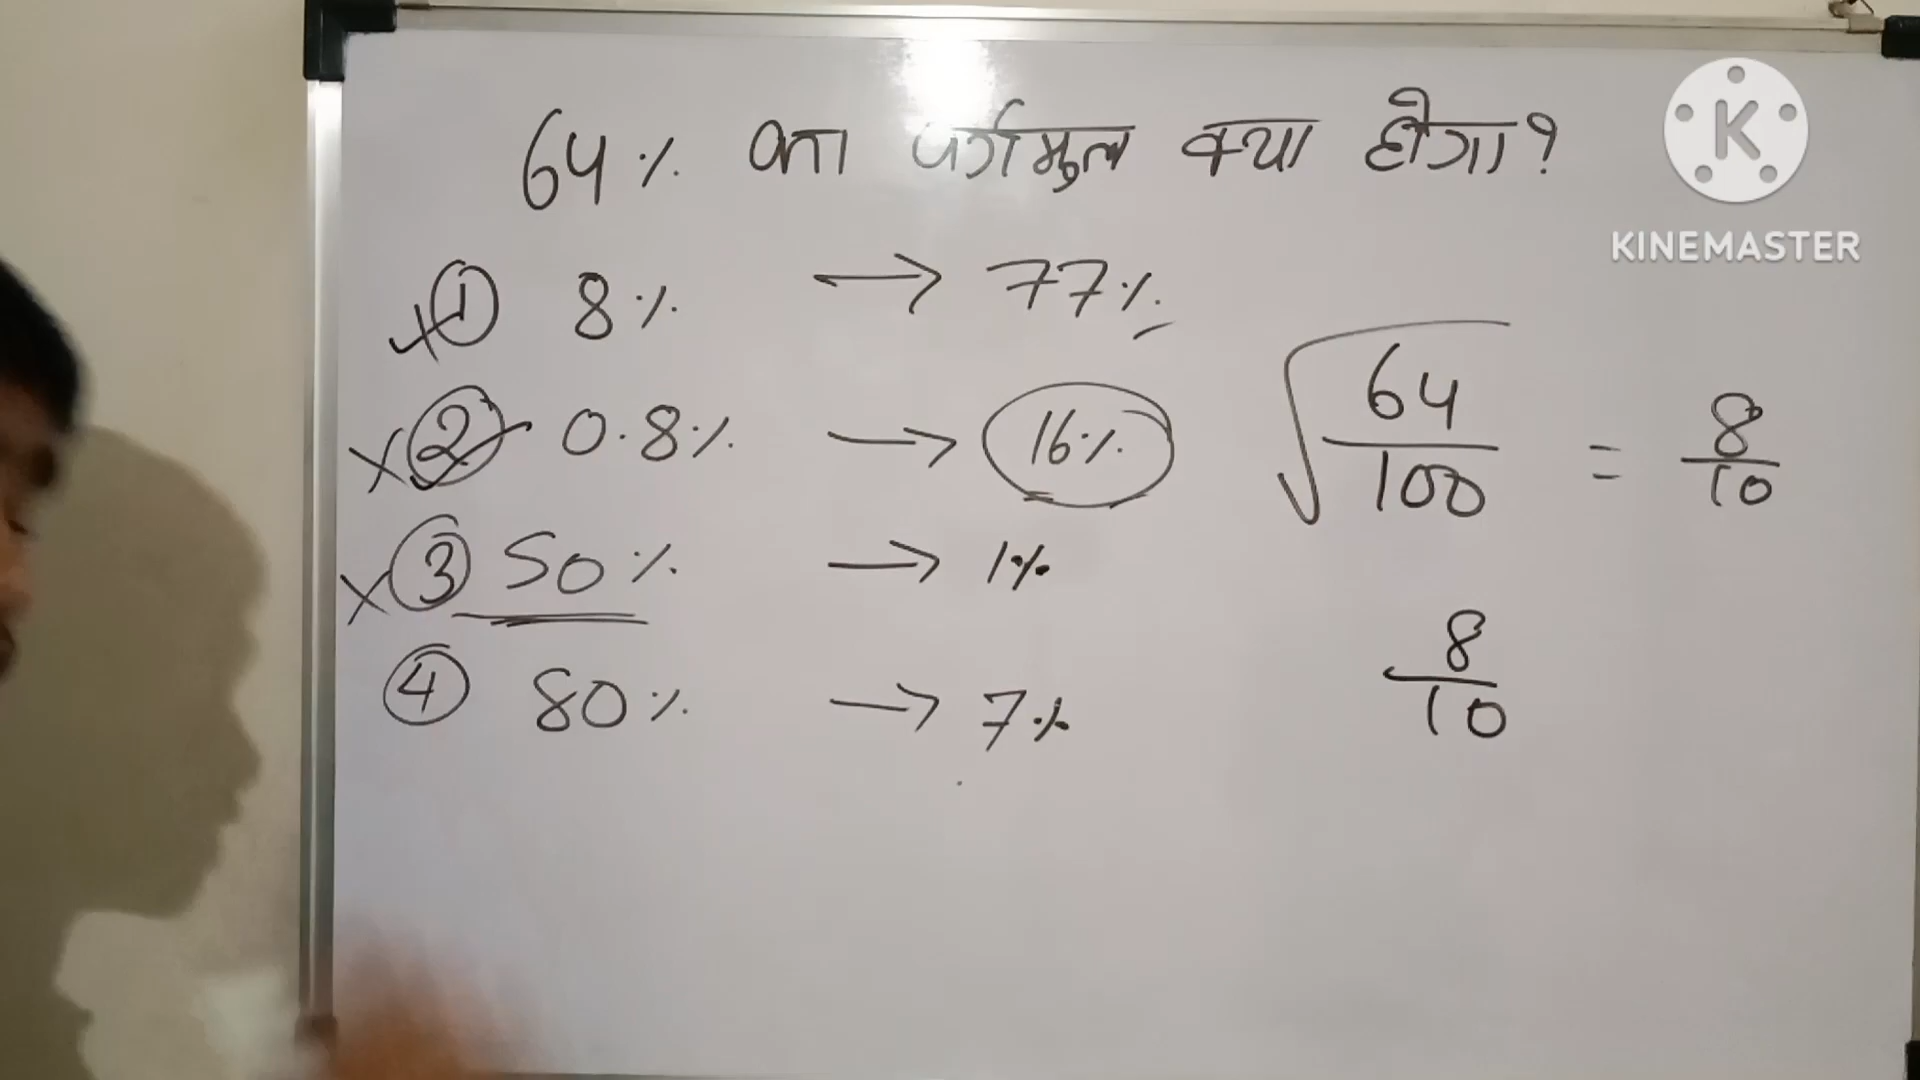 64% का वर्गमुल क्या होगा?
K
KINEMASTER
① 8% → 77%
② 0.8% → 16%
③ 50% → 1%
④ 80% → 7%
√64/100 = 8/10
8/10